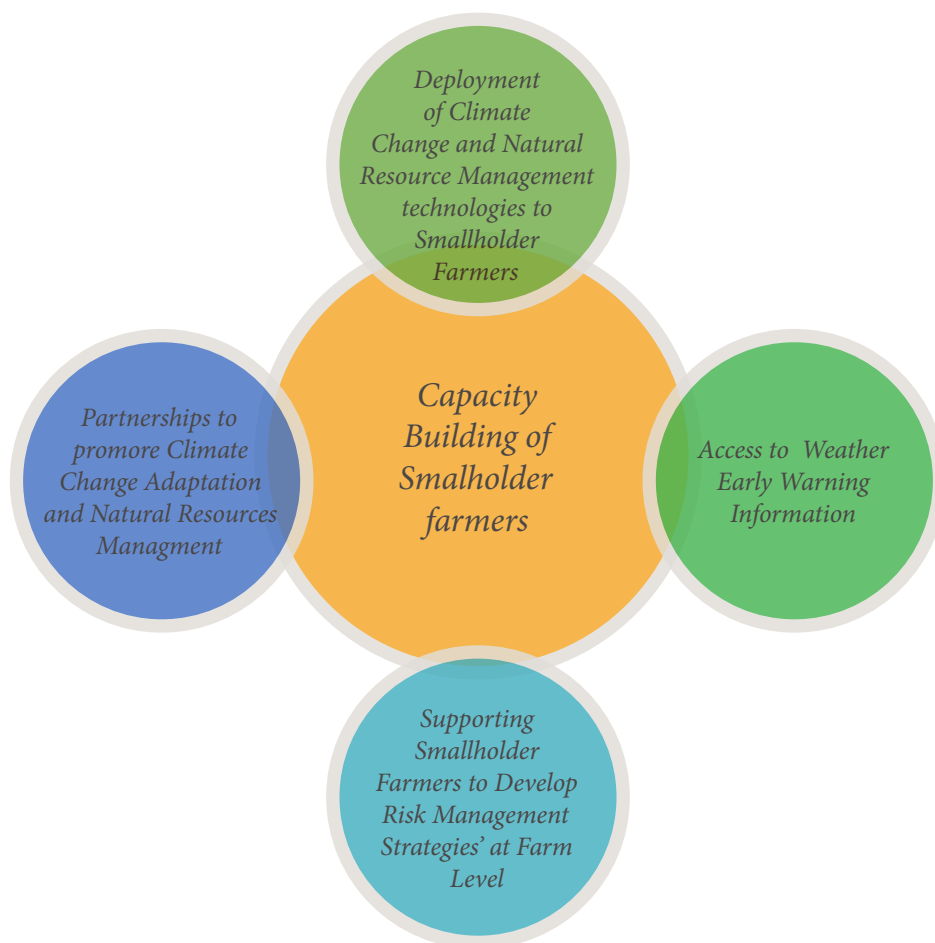 Deployment
of Climate
Change and Natural
Resource Management
technologies to
Smallholder
Farmers
Partnerships to
promore Climate
Change Adaptation
and Natural Resources
Managment
Capacity
Building of
Smalholder
farmers
Access to Weather
Early Warning
Information
Supporting
Smallholder
Farmers to Develop
Risk Management
Strategies’ at Farm
Level